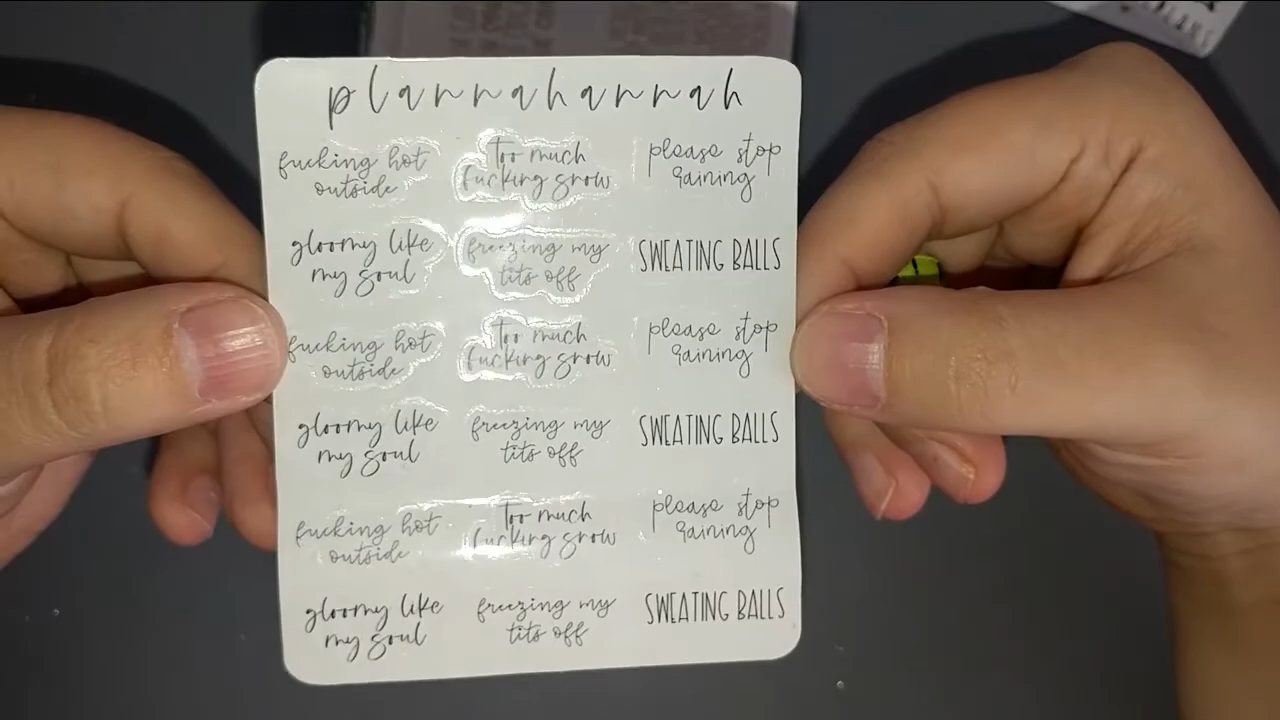 plannahannah
fucking hot
outside
too much
fucking snow
please stop
raining
gloomy like
my soul
freezing my
tits off
SWEATING BALLS
fucking hot
outside
too much
fucking snow
please stop
raining
gloomy like
my soul
freezing my
tits off
SWEATING BALLS
fucking hot
outside
too much
fucking snow
please stop
raining
gloomy like
my soul
freezing my
tits off
SWEATING BALLS